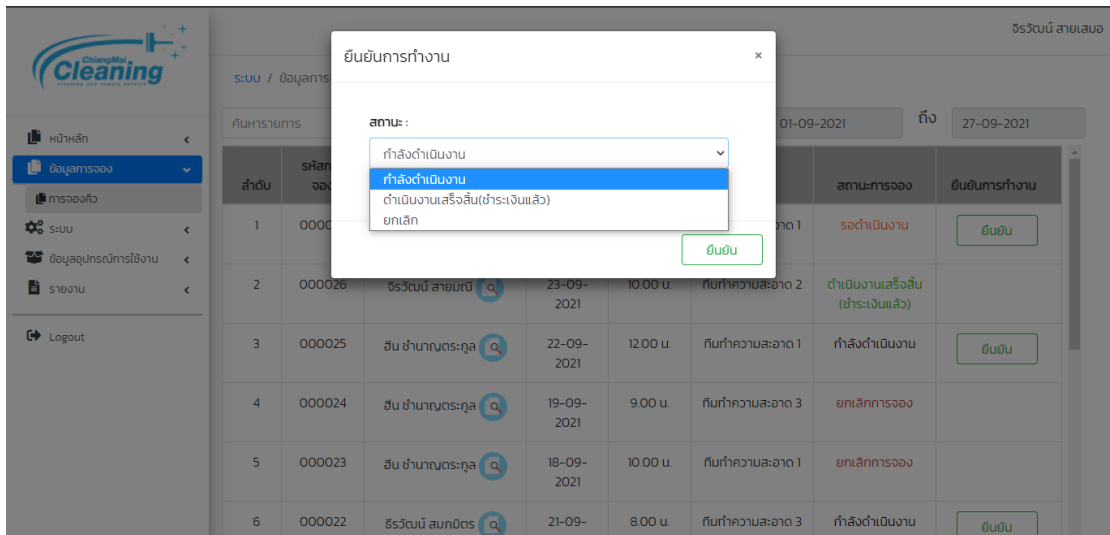 ChiangMai
Cleaning
cleaning and repair service
จิรวัฒน์ สายเสมอ
ยืนยันการทำงาน ×
ระบบ / ข้อมูลการ
สถานะ :
ค้นหารายการ 01-09-2021 ถึง 27-09-2021
กำลังดำเนินงาน
กำลังดำเนินงาน
ดำเนินงานเสร็จสิ้น(ชำระเงินแล้ว)
ยกเลิก
ยืนยัน
หน้าหลัก
ข้อมูลการจอง
การจองคิว
ระบบ
ข้อมูลอุปกรณ์การใช้งาน
รายงาน
Logout
ลำดับ จอง สถานะการจอง ยืนยันการทำงาน
1 รอดำเนินงาน ยืนยัน
2 000026 จิรวัฒน์ สายมณี 23-09-2021 10.00 น. ทีมทำความสะอาด 2 ดำเนินงานเสร็จสิ้น
(ชำระเงินแล้ว)
3 000025 ฮีน ชำนาญตระกูล 22-09-2021 12.00 น. ทีมทำความสะอาด 1 กำลังดำเนินงาน ยืนยัน
4 000024 ฮีน ชำนาญตระกูล 19-09-2021 9.00 น. ทีมทำความสะอาด 3 ยกเลิกการจอง
5 000023 ฮีน ชำนาญตระกูล 18-09-2021 10.00 น. ทีมทำความสะอาด 1 ยกเลิกการจอง
6 000022 ธีรวัฒน์ สมภมิตร 21-09- 8.00 น. ทีมทำความสะอาด 3 กำลังดำเนินงาน ยืนยัน